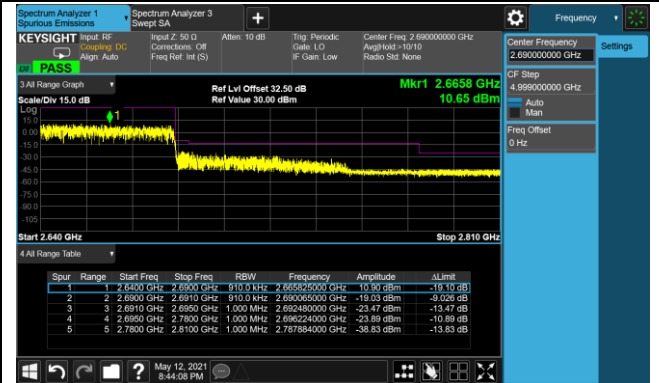 Spectrum Analyzer 1
Spurious Emissions
Spectrum Analyzer 3
Swept SA
Frequency
KEYSIGHT
Input: RF
Coupling: DC
Align: Auto
Input Z: 50 Ω
Corrections: Off
Freq Ref: Int (S)
Atten: 10 dB
Trig: Periodic
Gate: LO
IF Gain: Low
Center Freq: 2.690000000 GHz
Avg|Hold:>10/10
Radio Std: None
PASS
Center Frequency
2.690000000 GHz
Settings
CF Step
4.999000000 GHz
Auto
Man
Freq Offset
0 Hz
3 All Range Graph
Scale/Div 15.0 dB
Ref Lvl Offset 32.50 dB
Ref Value 30.00 dBm
Mkr1 2.6658 GHz
10.65 dBm
Log
1
15.0
0.00
-15.0
-30.0
-45.0
-60.0
-75.0
-90.0
-105
Start 2.640 GHz
Stop 2.810 GHz
4 All Range Table
Spur Range Start Freq Stop Freq RBW Frequency Amplitude ΔLimit
1 1 2.6400 GHz 2.6900 GHz 910.0 kHz 2.665825000 GHz 10.90 dBm -19.10 dB
2 2 2.6900 GHz 2.6910 GHz 910.0 kHz 2.690065000 GHz -19.03 dBm -9.026 dB
3 3 2.6910 GHz 2.6950 GHz 1.000 MHz 2.692480000 GHz -23.47 dBm -13.47 dB
4 4 2.6950 GHz 2.7800 GHz 1.000 MHz 2.696224000 GHz -23.89 dBm -10.89 dB
5 5 2.7800 GHz 2.8100 GHz 1.000 MHz 2.787884000 GHz -38.83 dBm -13.83 dB
May 12, 2021
8:44:08 PM